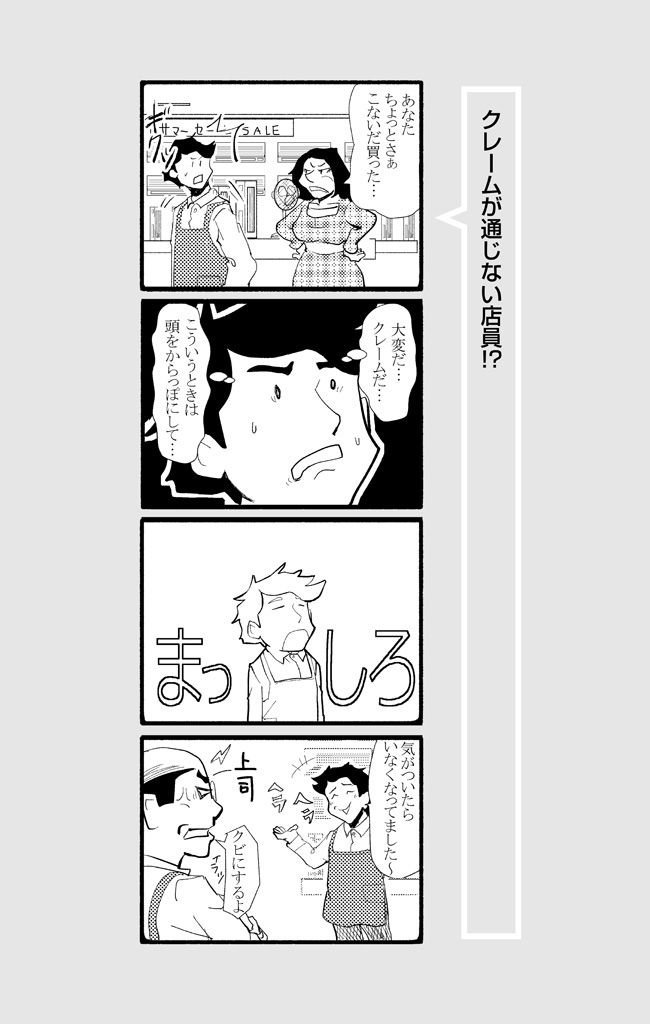 クレームが通じない店員!?
あなた
ちょっとさぁ
こないだ買った…
サマーセール SALE
ギクッ
大変だ…
クレームだ…
こういうときは
頭をからっぽにして…
まっしろ
気がついたら
いなくなってました～
ヘラヘラ
上司
クビにするよ
イラッ